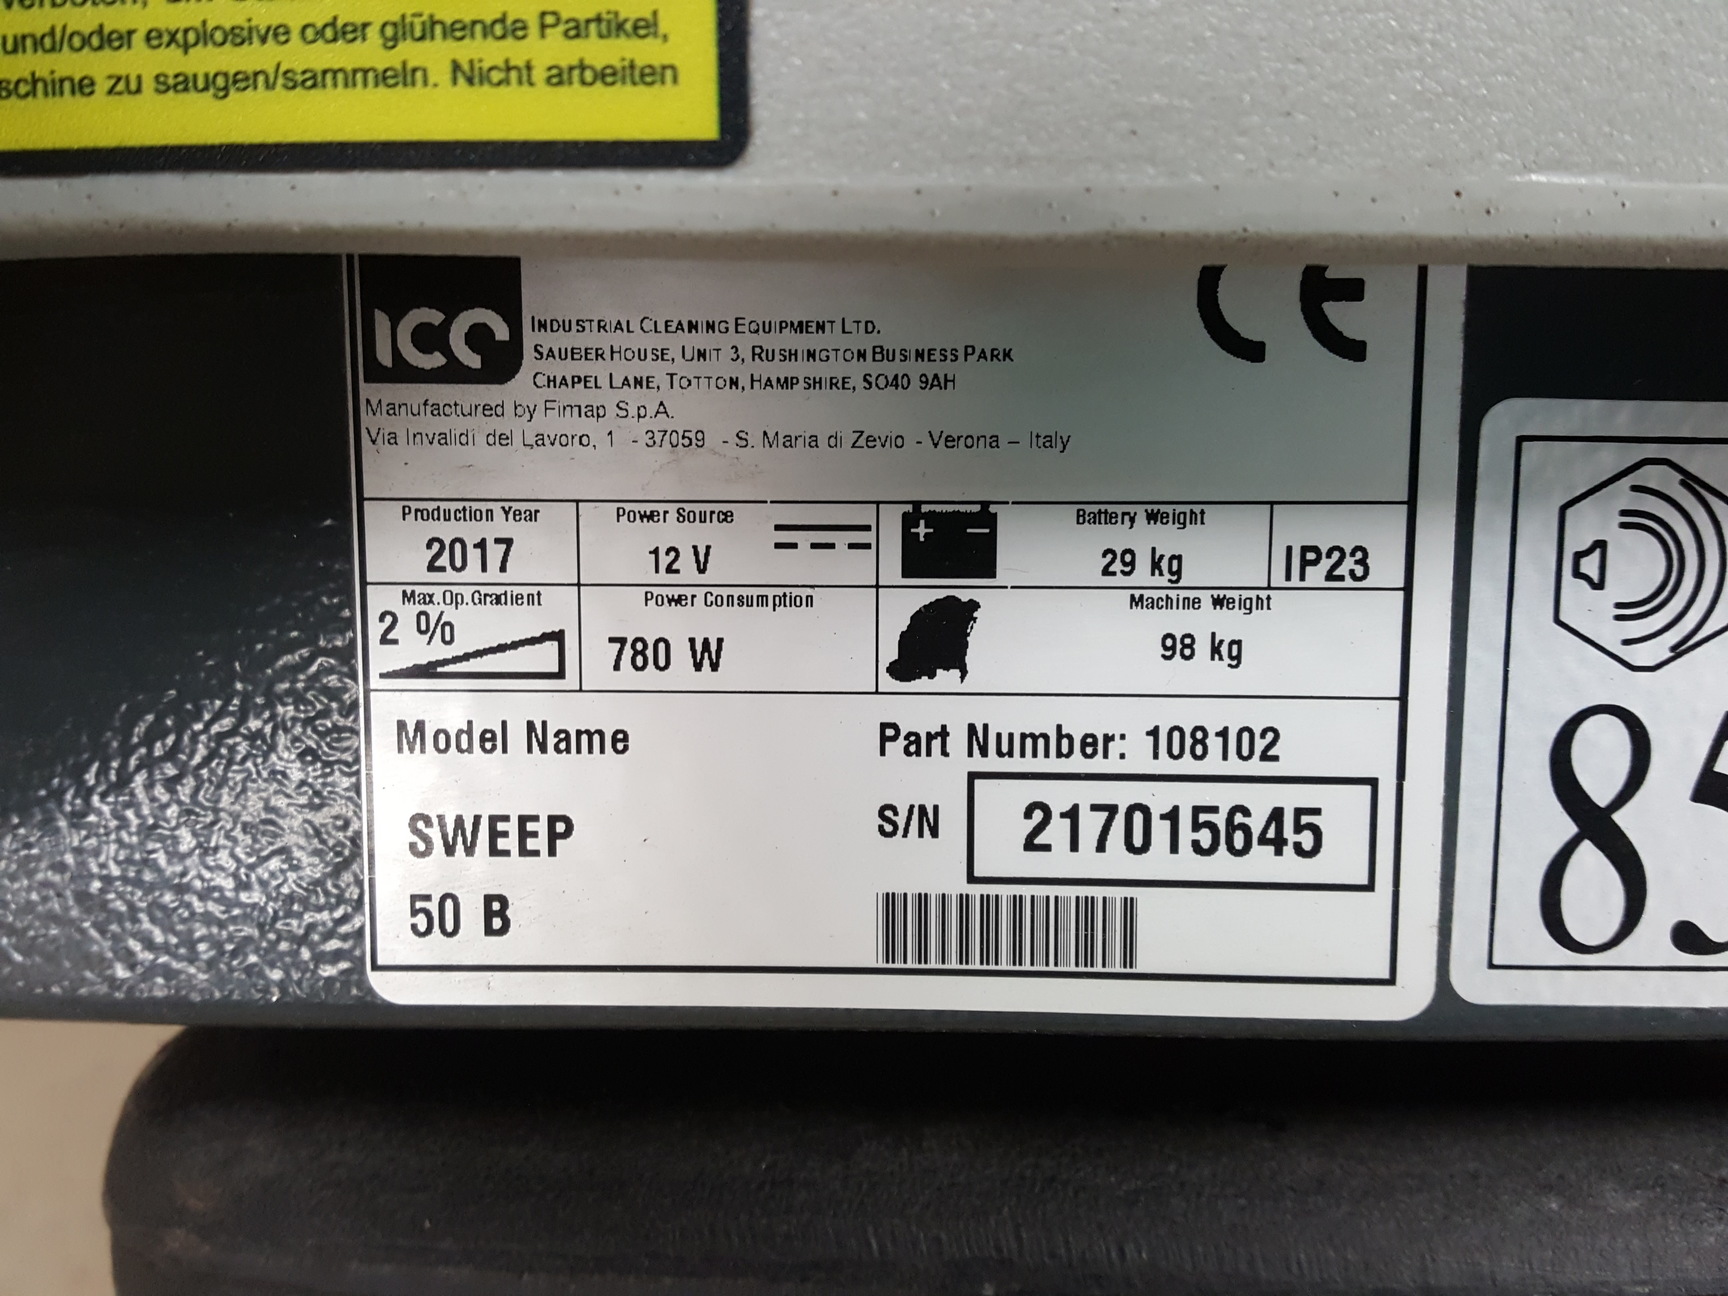 und/oder explosive oder glühende Partikel,
zu saugen/sammeln. Nicht arbeiten
ICE
INDUSTRIAL CLEANING EQUIPMENT LTD.
SAUBER HOUSE, UNIT 3, RUSHINGTON BUSINESS PARK
CHAPEL LANE, TOTTON, HAMPSHIRE, SO40 9AH
Manufactured by Fimap S.p.A.
Via Invalidi del Lavoro, 1 - 37059 - S. Maria di Zevio - Verona – Italy
CE
Production Year
2017
Power Source
12 V
+ −
Battery Weight
29 kg
IP23
Max.Op.Gradient
2 %
Power Consumption
780 W
Machine Weight
98 kg
Model Name
SWEEP
50 B
Part Number: 108102
S/N 217015645
85